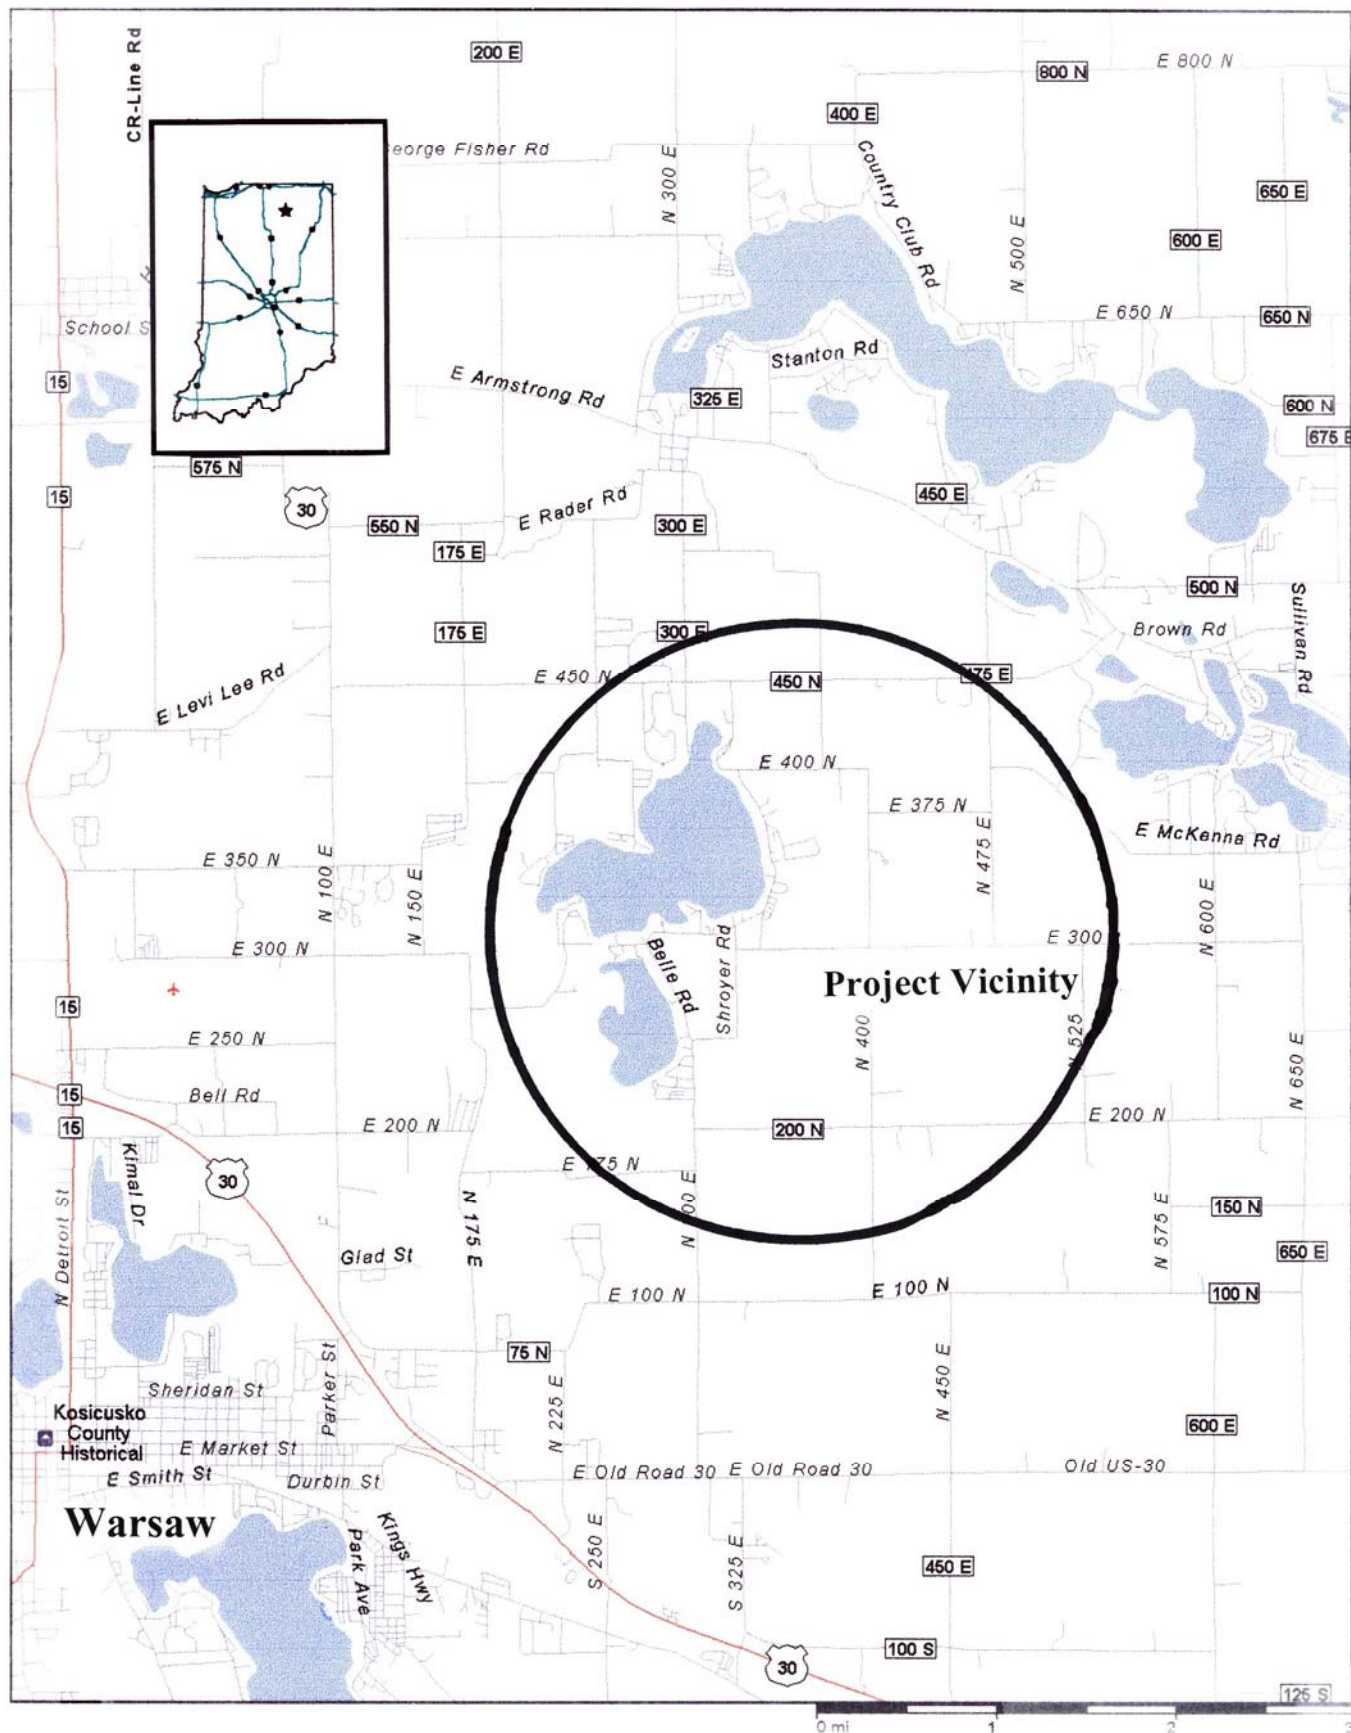 CR-Line Rd
200 E
800 N
E 800 N
400 E
eorge Fisher Rd
N 300 E
Country Club Rd
650 E
N 500 E
600 E
School S
E 650 N
650 N
Stanton Rd
15
E Armstrong Rd
325 E
600 N
675 E
575 N
15
30
450 E
E Rader Rd
550 N
300 E
175 E
500 N
Sullivan Rd
175 E
300 E
Brown Rd
E Levi Lee Rd
E 450 N
450 N
475 E
E 400 N
E 375 N
E McKenna Rd
E 350 N
N 100 E
N 150 E
N 475 E
N 600 E
E 300 N
Belle Rd
Shroyer Rd
E 300
Project Vicinity
15
E 250 N
N 400
N 525
N 650 E
15
Bell Rd
15
E 200 N
200 N
E 200 N
Kimal Dr
30
E 175 N
N 175 E
N 575 E
150 N
N Detroit St
Glad St
650 E
E 100 N
E 100 N
100 N
75 N
Parker St
N 225 E
N 450 E
Sheridan St
Kosicusko
County
Historical
E Market St
600 E
E Smith St
Durbin St
E Old Road 30
E Old Road 30
Old US-30
Warsaw
Park Ave
Kings Hwy
S 250 E
S 325 E
450 E
100 S
30
125 S
0 mi
1
2